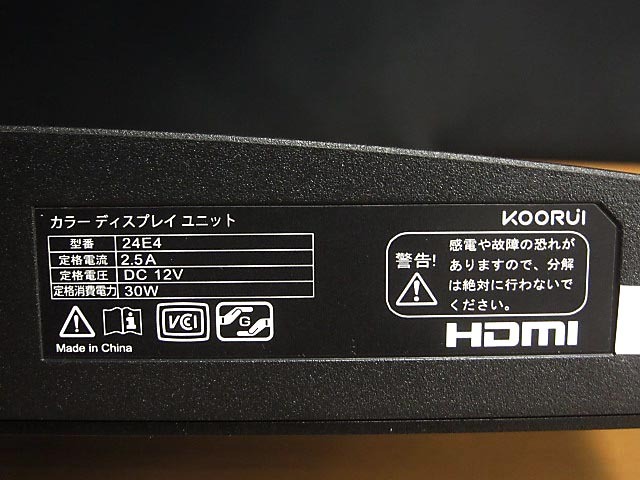 カラー ディスプレイ ユニット
KOORUI
型番 24E4
定格電流 2.5A
定格電圧 DC 12V
定格消費電力 30W
警告!
感電や故障の恐れが
ありますので、分解
は絶対に行わないで
ください。
VCCI
G
HDMI
Made in China